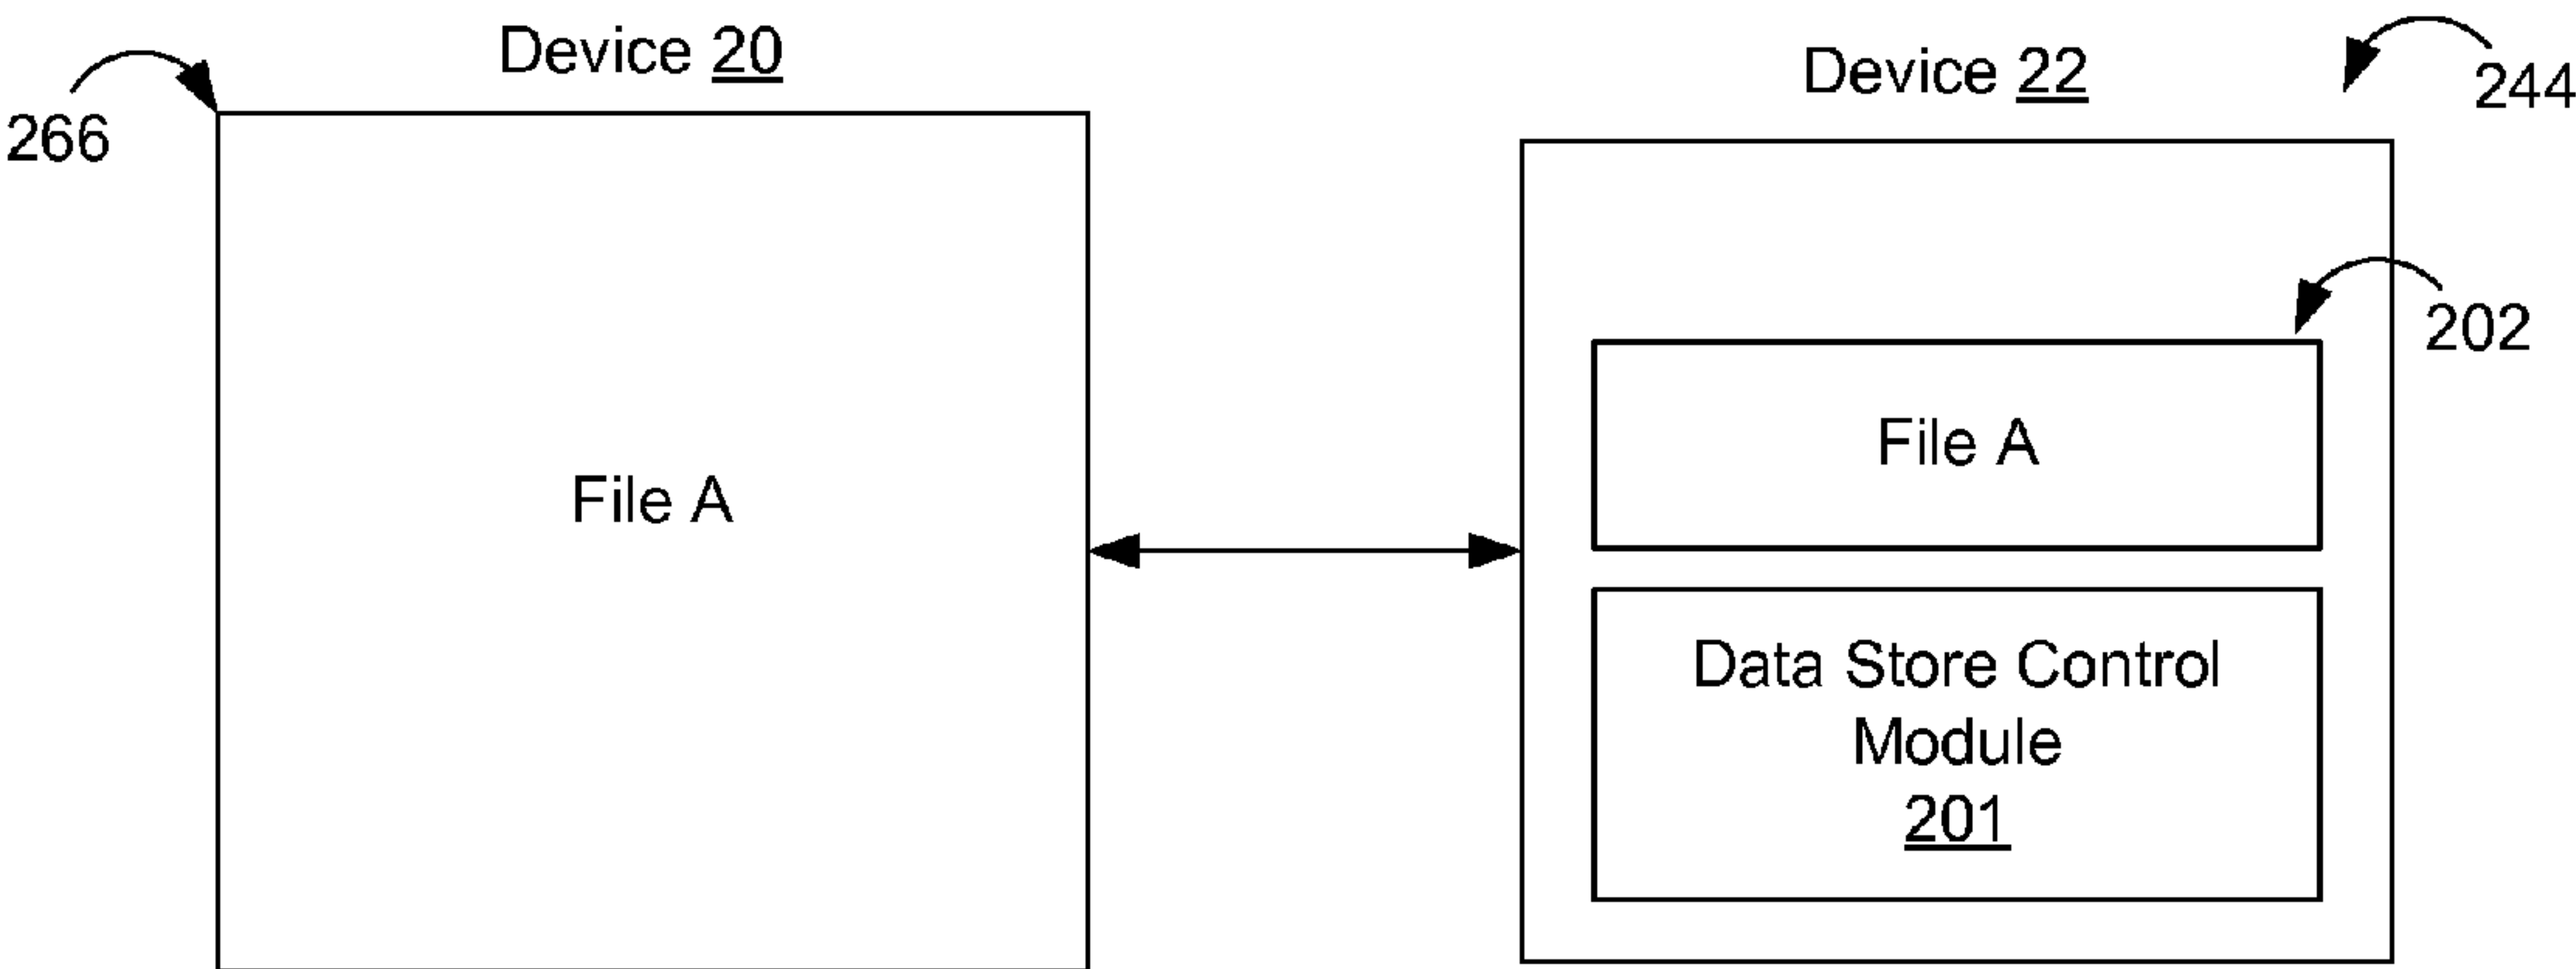 Device 20
266
File A
Device 22
244
202
File A
Data Store Control
Module
201